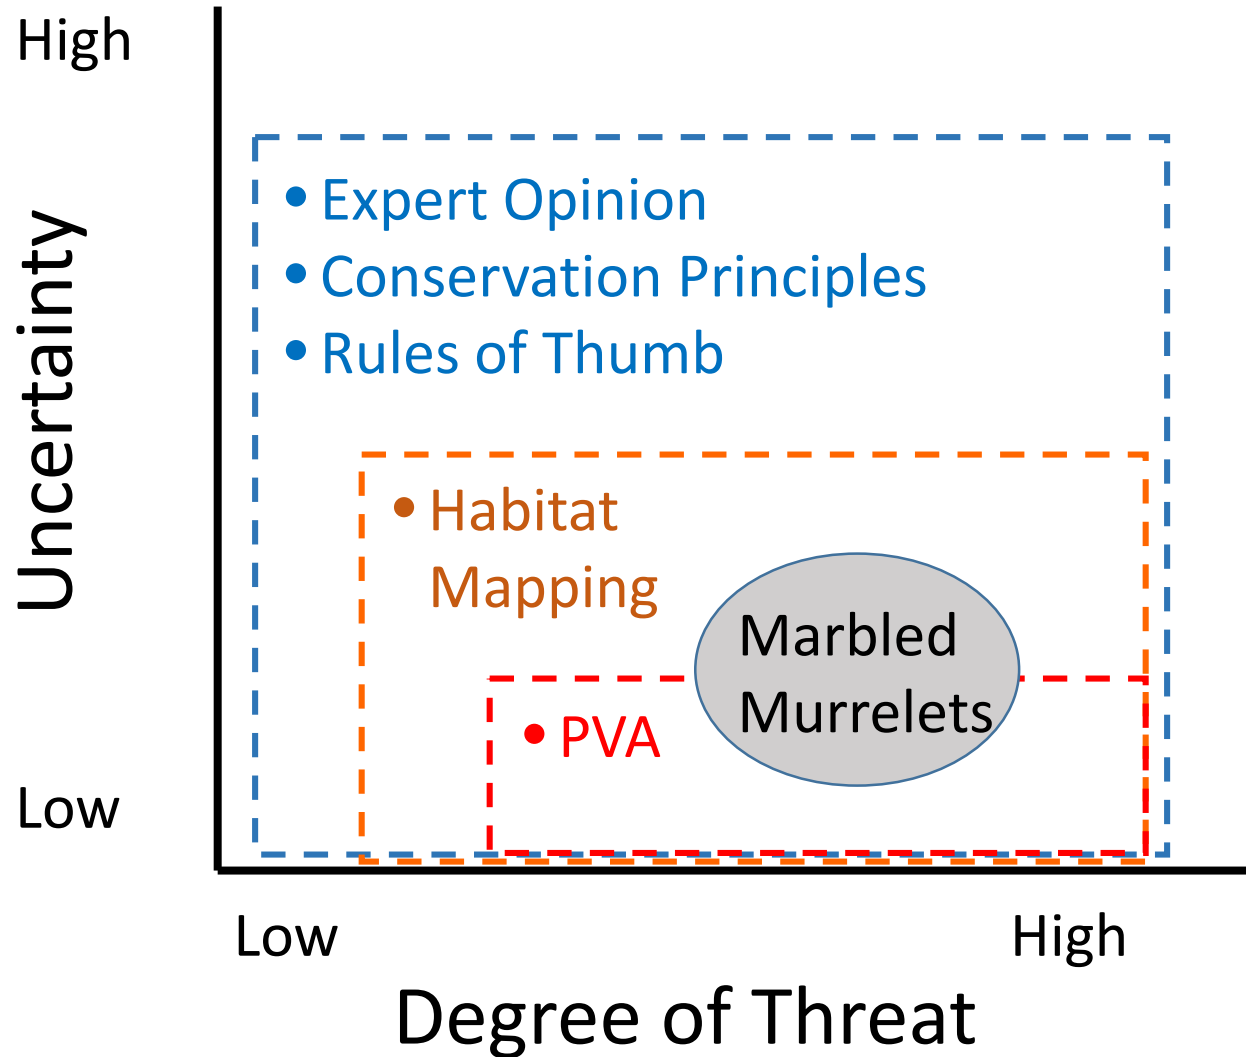 High
Uncertainty
• Expert Opinion
• Conservation Principles
• Rules of Thumb
• Habitat
Mapping
Marbled
Murrelets
• PVA
Low
Low
High
Degree of Threat